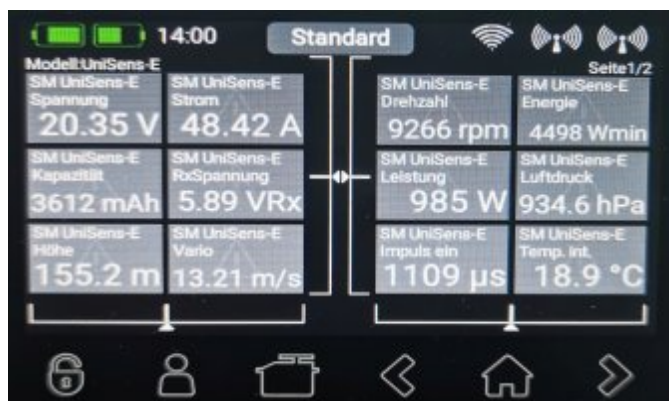 14:00
Standard
Modell:UniSens-E
Seite1/2
SM UniSens-E
Spannung
20.35 V
SM UniSens-E
Strom
48.42 A
SM UniSens-E
Drehzahl
9266 rpm
SM UniSens-E
Energie
4498 Wmin
SM UniSens-E
Kapazität
3612 mAh
SM UniSens-E
RxSpannung
5.89 VRx
SM UniSens-E
Leistung
985 W
SM UniSens-E
Luftdruck
934.6 hPa
SM UniSens-E
Höhe
155.2 m
SM UniSens-E
Vario
13.21 m/s
SM UniSens-E
Impuls ein
1109 µs
SM UniSens-E
Temp. int.
18.9 °C